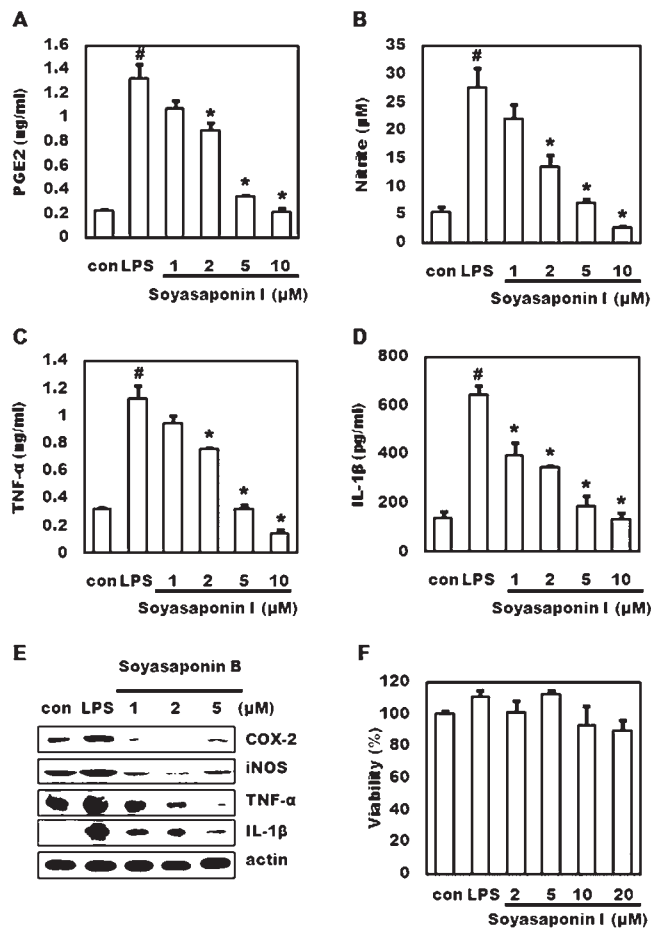 A
PGE2 (ng/ml)
1.6
1.4
1.2
1
0.8
0.6
0.4
0.2
0
#
*
*
*
con LPS 1 2 5 10
Soyasaponin I (µM)
B
Nitrite (µM)
35
30
25
20
15
10
5
0
#
*
*
*
con LPS 1 2 5 10
Soyasaponin I (µM)
C
TNF-α (ng/ml)
1.4
1.2
1
0.8
0.6
0.4
0.2
0
#
*
*
*
con LPS 1 2 5 10
Soyasaponin I (µM)
D
IL-1β (pg/ml)
800
600
400
200
0
#
*
*
*
*
con LPS 1 2 5 10
Soyasaponin I (µM)
E
Soyasaponin B
con LPS 1 2 5 (µM)
COX-2
iNOS
TNF-α
IL-1β
actin
F
Viability (%)
120
100
80
60
40
20
0
con LPS 2 5 10 20
Soyasaponin I (µM)